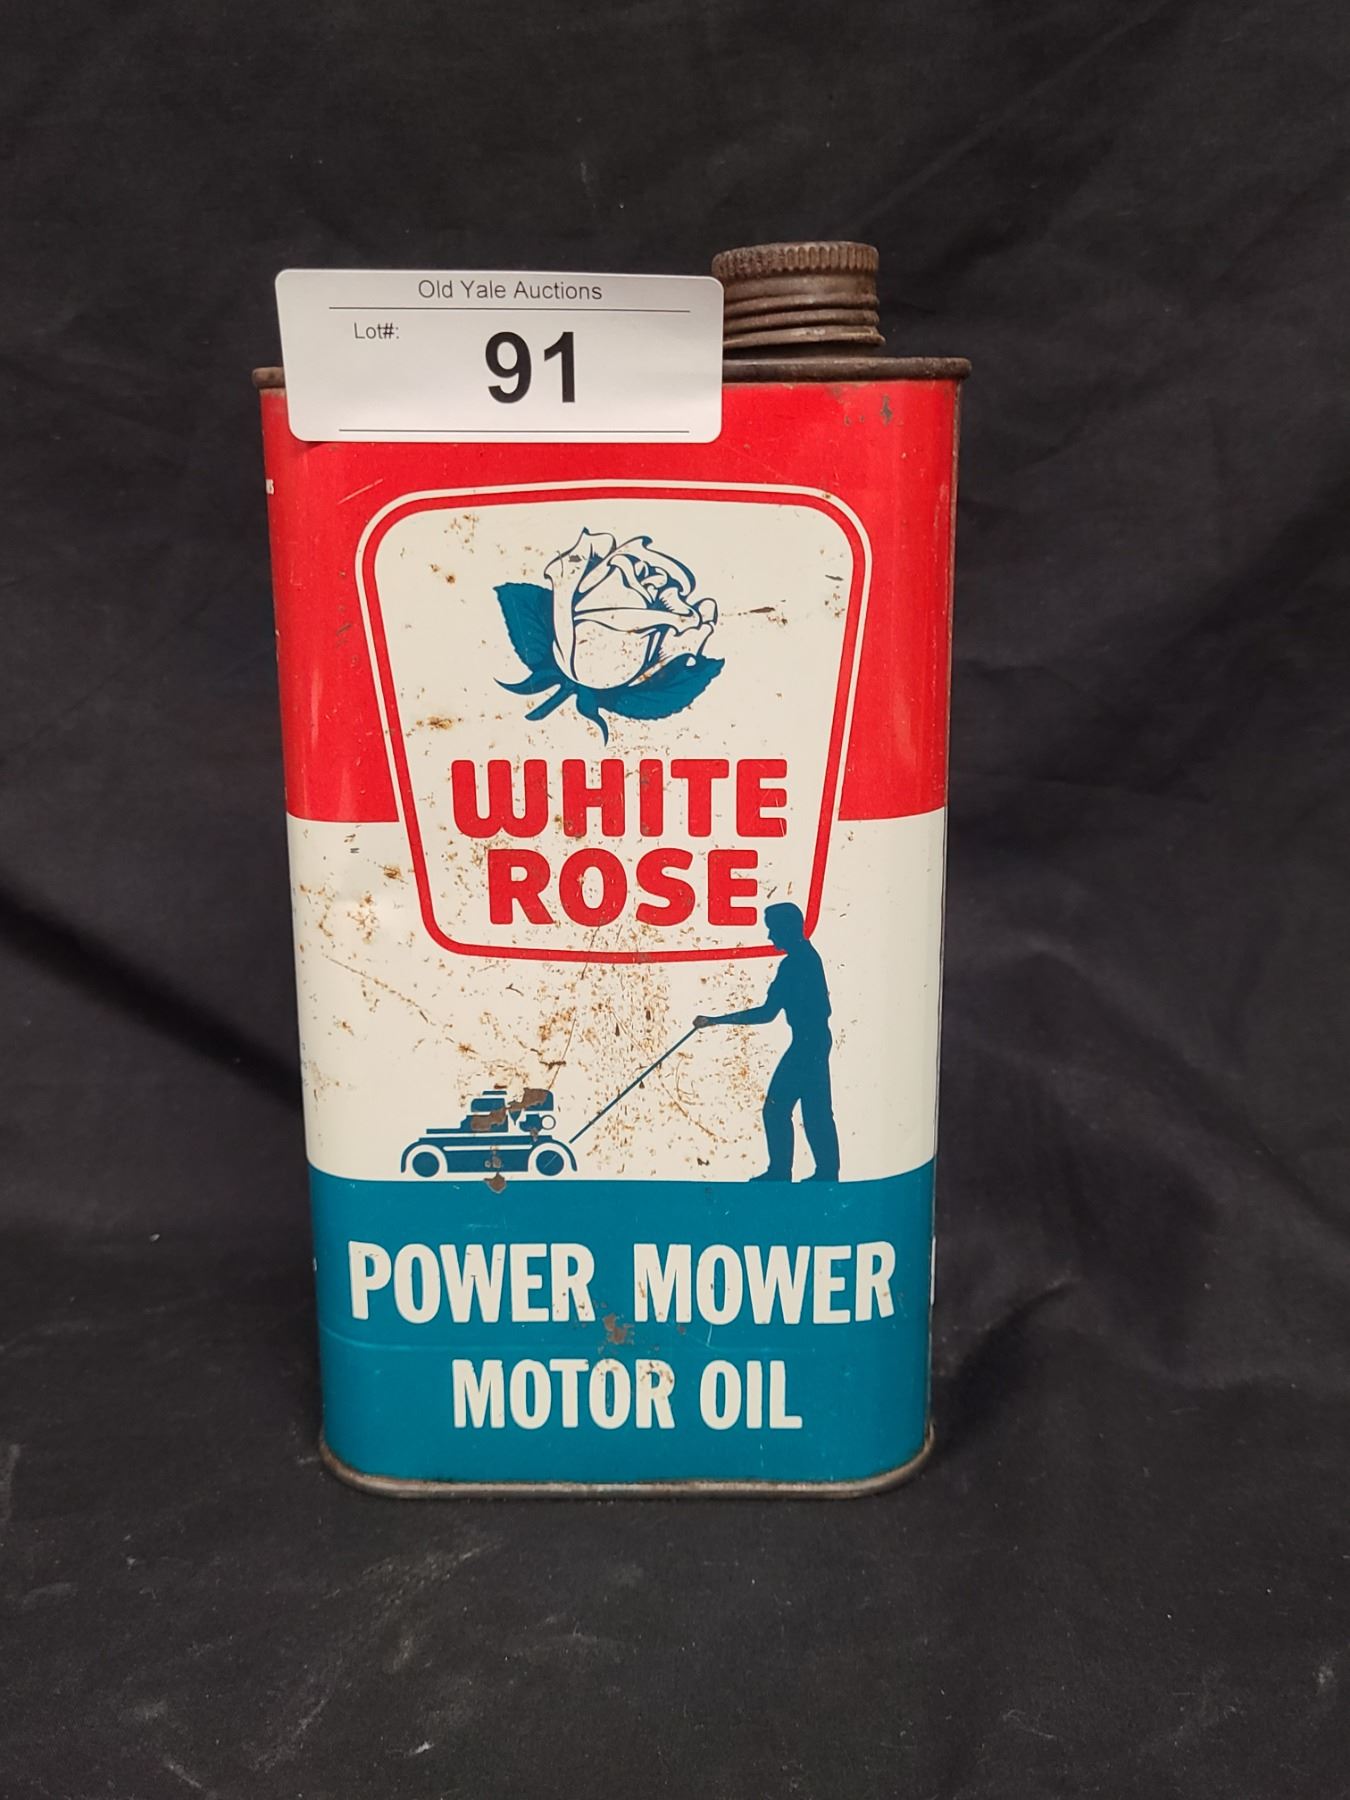 Old Yale Auctions
Lot#:
91
WHITE
ROSE
POWER MOWER
MOTOR OIL